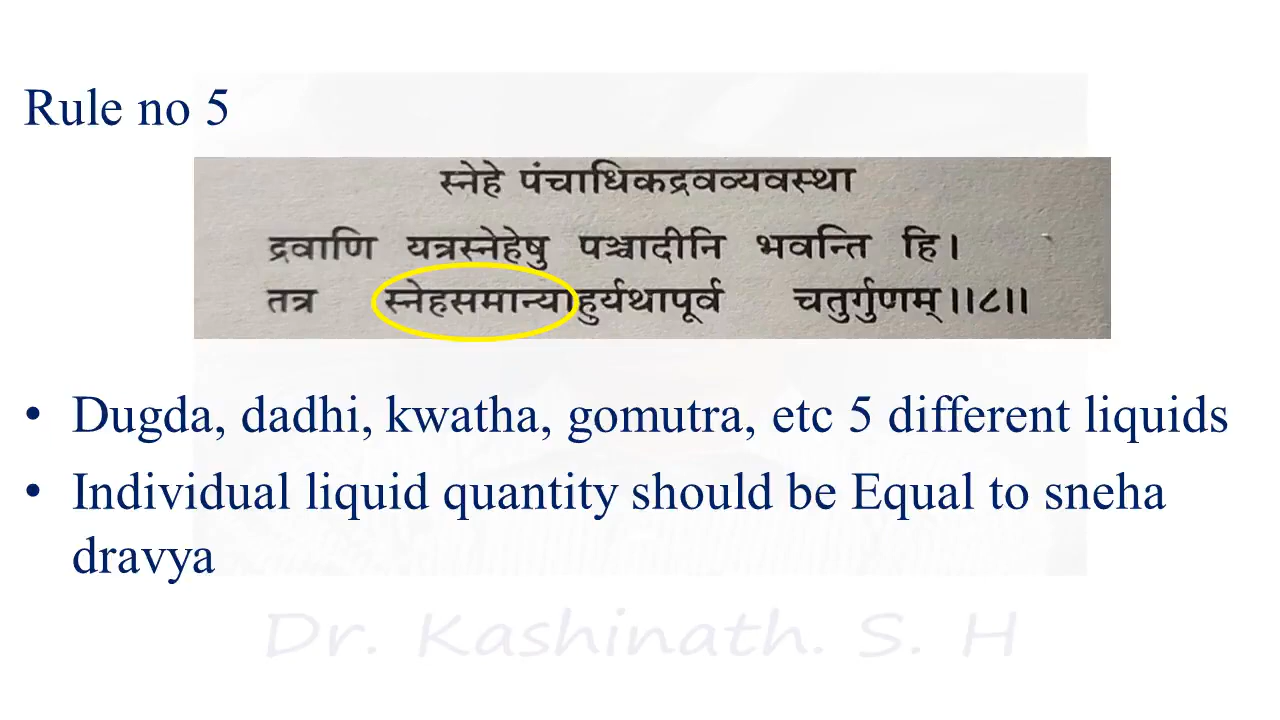 Rule no 5
स्नेहे पंचाधिकद्रवव्यवस्था
द्रवाणि यत्रस्नेहेषु पञ्चादीनि भवन्ति हि।
तत्र स्नेहसमान्याहुर्यथापूर्व चतुर्गुणम्।।८।।
• Dugda, dadhi, kwatha, gomutra, etc 5 different liquids
• Individual liquid quantity should be Equal to sneha
dravya
Dr. Kashinath. S. H